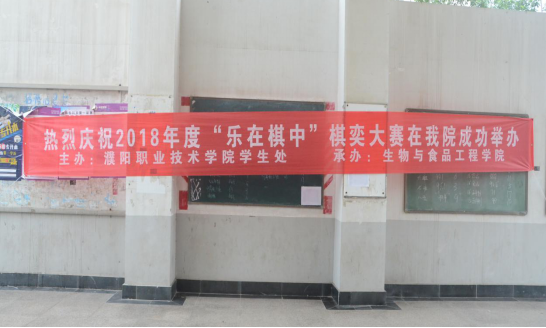 热烈庆祝2018年度“乐在棋中”棋奕大赛在我院成功举办
主办：濮阳职业技术学院学生处 承办：生物与食品工程学院